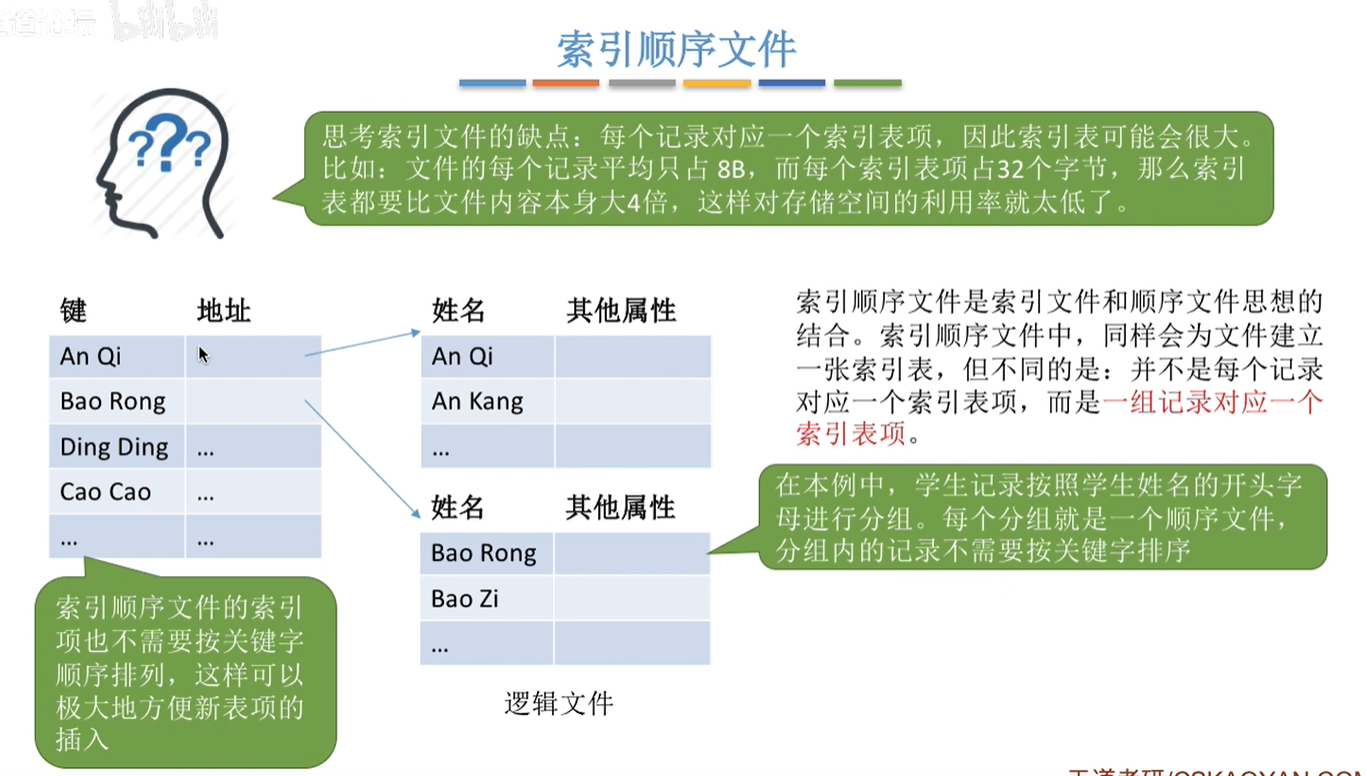 索引顺序文件
思考索引文件的缺点：每个记录对应一个索引表项，因此索引表可能会很大。
比如：文件的每个记录平均只占 8B，而每个索引表项占32个字节，那么索引
表都要比文件内容本身大4倍，这样对存储空间的利用率就太低了。
???
键 地址
An Qi
Bao Rong
Ding Ding ...
Cao Cao ...
... ...
姓名 其他属性
An Qi
An Kang
...
姓名 其他属性
Bao Rong
Bao Zi
...
逻辑文件
索引顺序文件是索引文件和顺序文件思想的
结合。索引顺序文件中，同样会为文件建立
一张索引表，但不同的是：并不是每个记录
对应一个索引表项，而是一组记录对应一个
索引表项。
在本例中，学生记录按照学生姓名的开头字
母进行分组。每个分组就是一个顺序文件，
分组内的记录不需要按关键字排序
索引顺序文件的索引
项也不需要按关键字
顺序排列，这样可以
极大地方便新表项的
插入